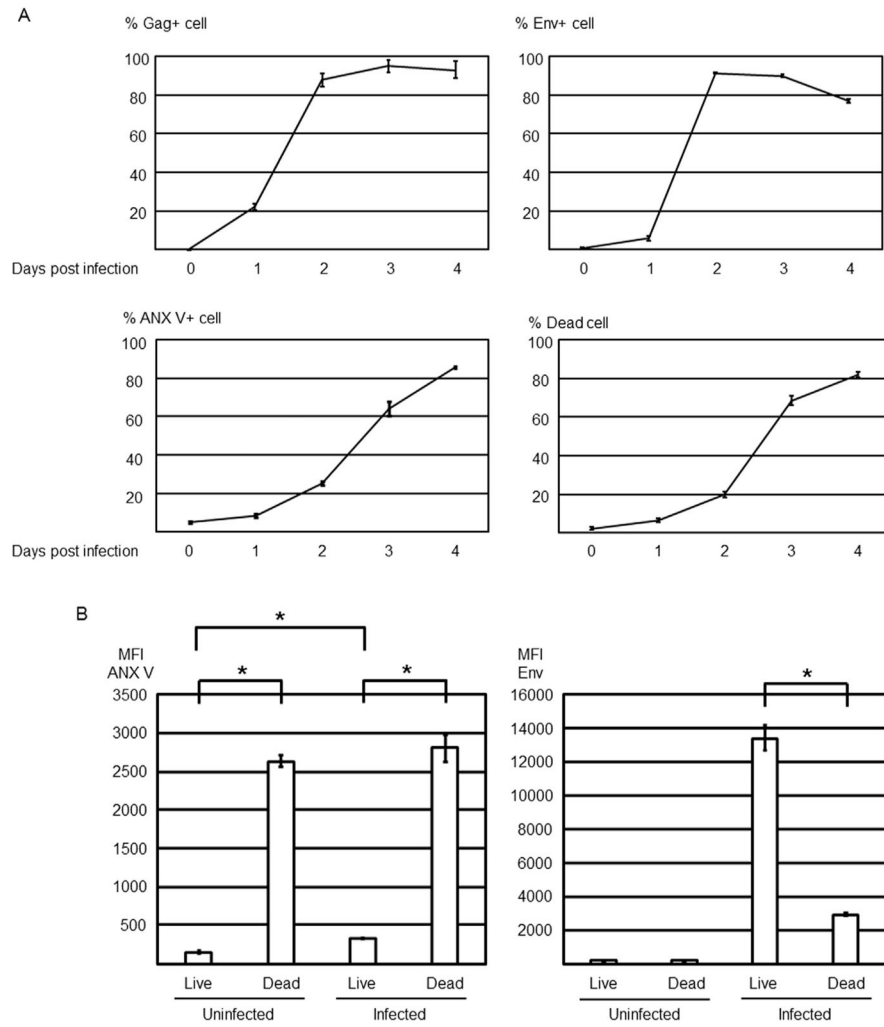 A
% Gag+ cell
% Env+ cell
100
80
60
40
20
100
80
60
40
20
Days post infection 0 1 2 3 4
0 1 2 3 4
% ANX V+ cell
% Dead cell
100
80
60
40
20
100
80
60
40
20
Days post infection 0 1 2 3 4
0 1 2 3 4
B
*
MFI
ANX V
* *
3500
3000
2500
2000
1500
1000
500
Live Dead Live Dead
Uninfected Infected
MFI
Env
*
16000
14000
12000
10000
8000
6000
4000
2000
Live Dead Live Dead
Uninfected Infected